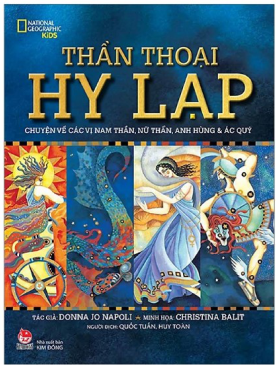 NATIONAL
GEOGRAPHIC
KiDS
THẦN THOẠI
HY LẠP
CHUYỆN VỀ CÁC VỊ NAM THẦN, NỮ THẦN, ANH HÙNG & ÁC QUỶ
TÁC GIẢ: DONNA JO NAPOLI ~ MINH HỌA: CHRISTINA BALIT
NGƯỜI DỊCH: QUỐC TUẤN, HUY TOÀN
Nhà xuất bản
KIM ĐỒNG